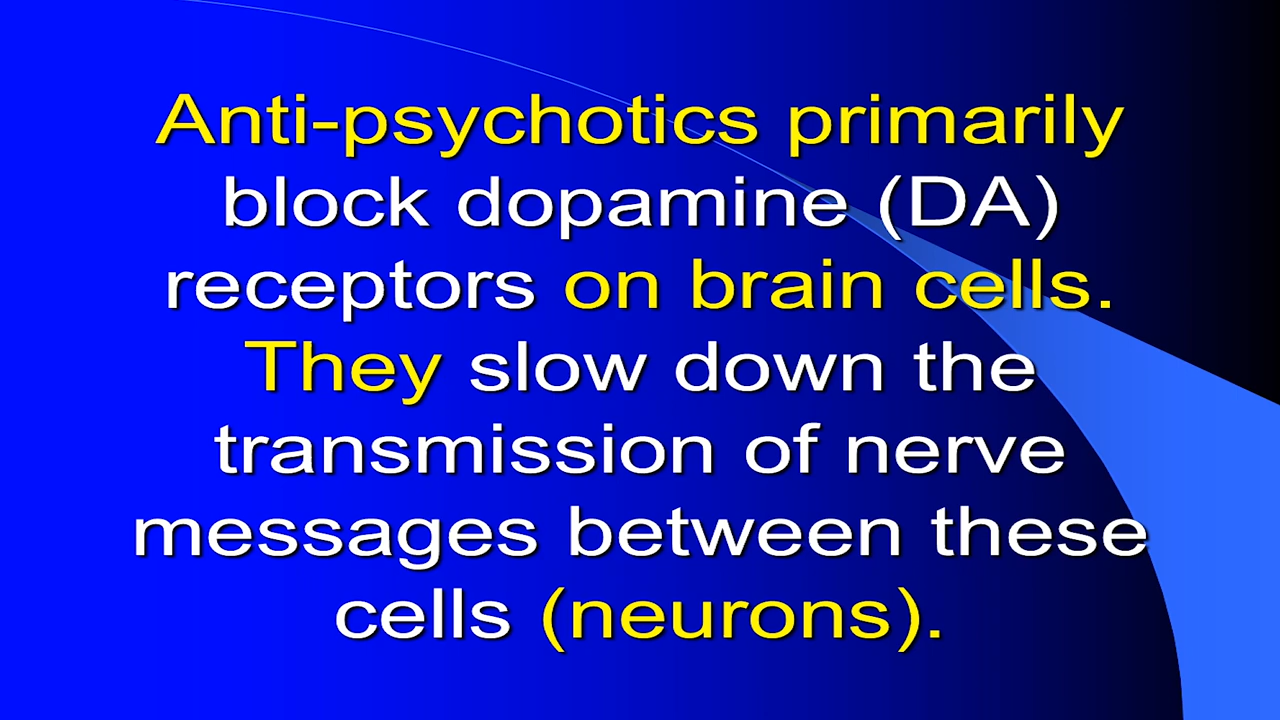 Anti-psychotics primarily
block dopamine (DA)
receptors on brain cells.
They slow down the
transmission of nerve
messages between these
cells (neurons).